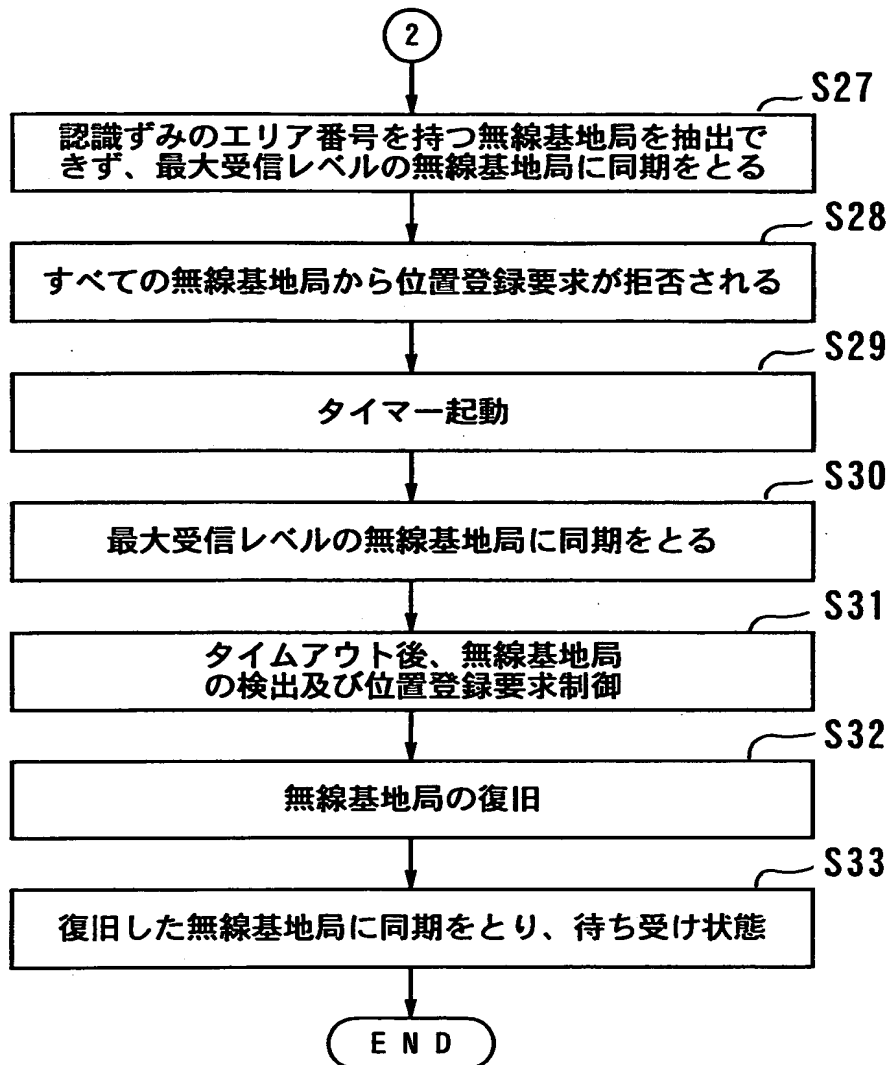 2
S27
認識ずみのエリア番号を持つ無線基地局を抽出で
きず、最大受信レベルの無線基地局に同期をとる
S28
すべての無線基地局から位置登録要求が拒否される
S29
タイマー起動
S30
最大受信レベルの無線基地局に同期をとる
S31
タイムアウト後、無線基地局
の検出及び位置登録要求制御
S32
無線基地局の復旧
S33
復旧した無線基地局に同期をとり、待ち受け状態
END